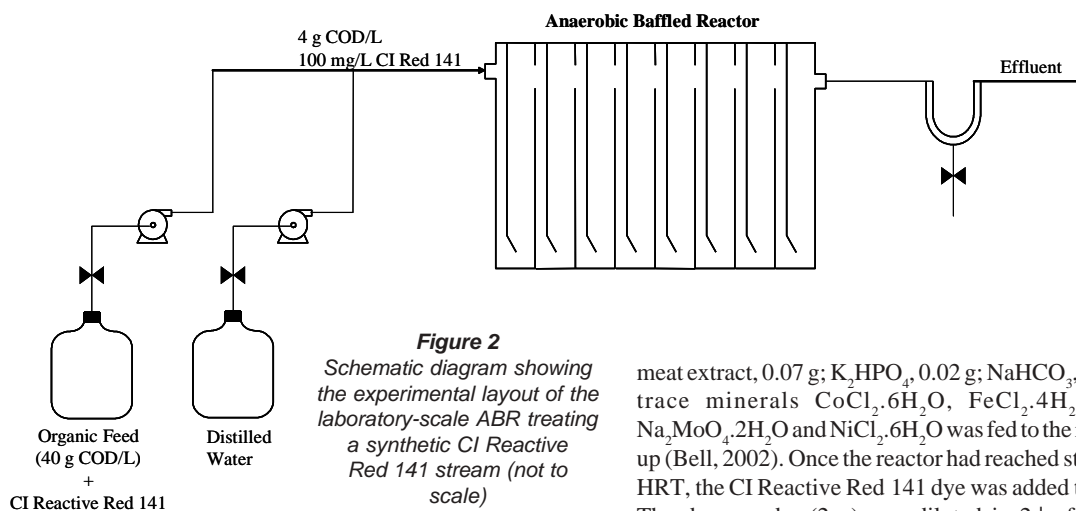 Anaerobic Baffled Reactor
4 g COD/L
100 mg/L CI Red 141
Effluent
Organic Feed
(40 g COD/L)
+
CI Reactive Red 141
Distilled
Water
Figure 2
Schematic diagram showing
the experimental layout of the
laboratory-scale ABR treating
a synthetic CI Reactive
Red 141 stream (not to
scale)
meat extract, 0.07 g; K₂HPO₄, 0.02 g; NaHCO₃,
trace minerals CoCl₂.6H₂O, FeCl₂.4H₂
Na₂MoO₄.2H₂O and NiCl₂.6H₂O was fed to the
up (Bell, 2002). Once the reactor had reached
HRT, the CI Reactive Red 141 dye was added